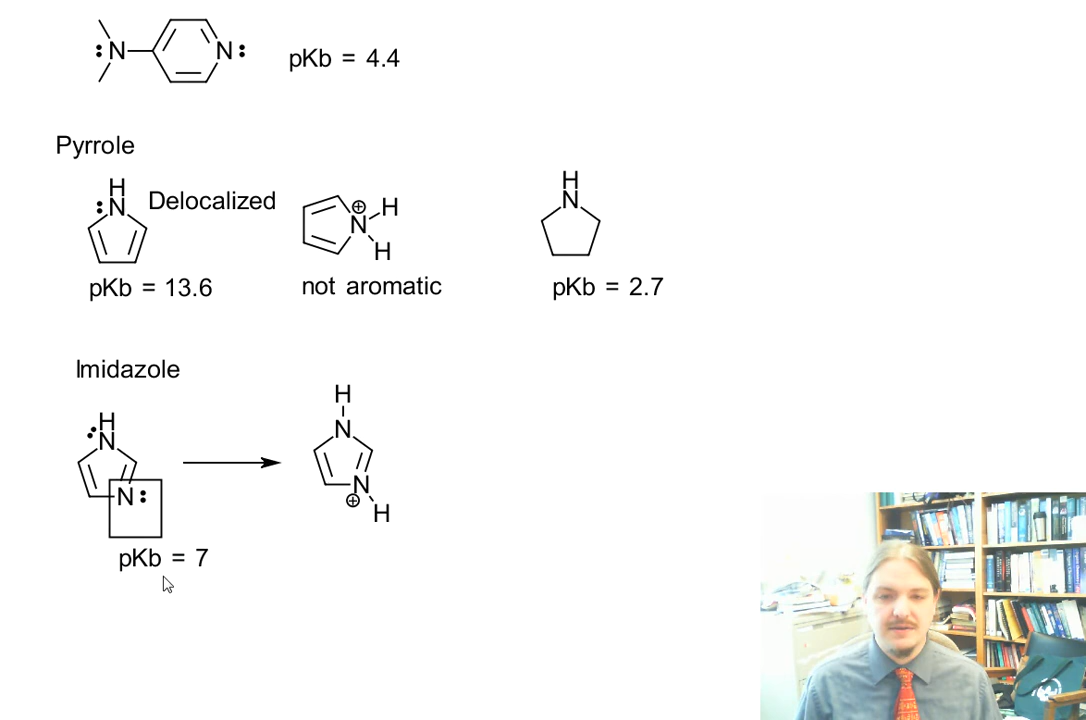 :N
N:
pKb = 4.4
Pyrrole
H
:N
Delocalized
pKb = 13.6
⊕
N
H
H
not aromatic
H
N
pKb = 2.7
Imidazole
H
:N
N:
pKb = 7
H
N
N
⊕
H